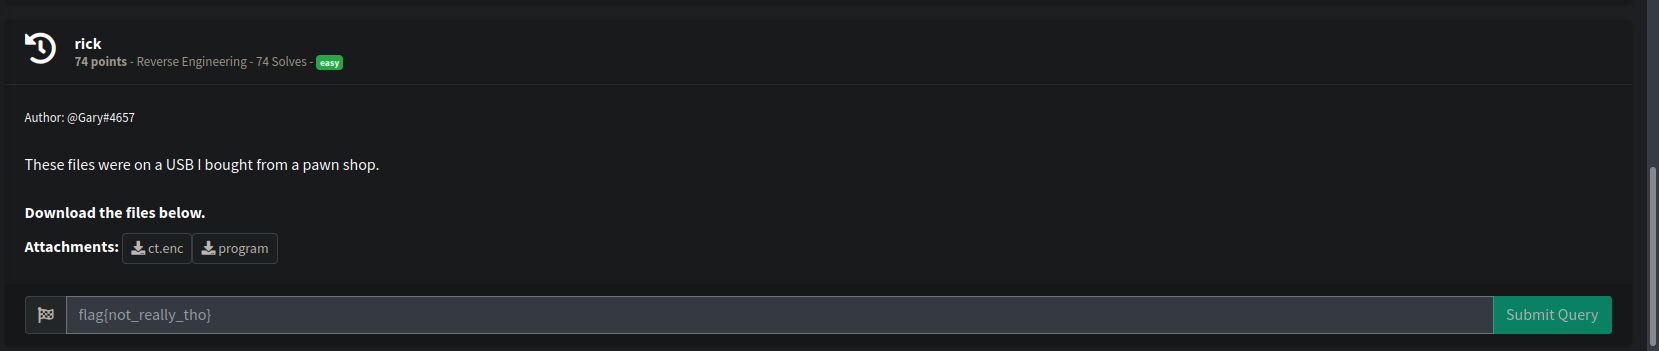 rick
74 points - Reverse Engineering - 74 Solves - easy
Author: @Gary#4657
These files were on a USB I bought from a pawn shop.
Download the files below.
Attachments: ct.enc program
flag{not_really_tho} Submit Query